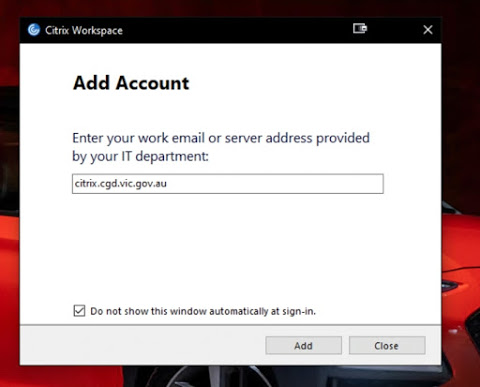 Citrix Workspace
Add Account
Enter your work email or server address provided
by your IT department:
citrix.cgd.vic.gov.au
Do not show this window automatically at sign-in.
Add
Close